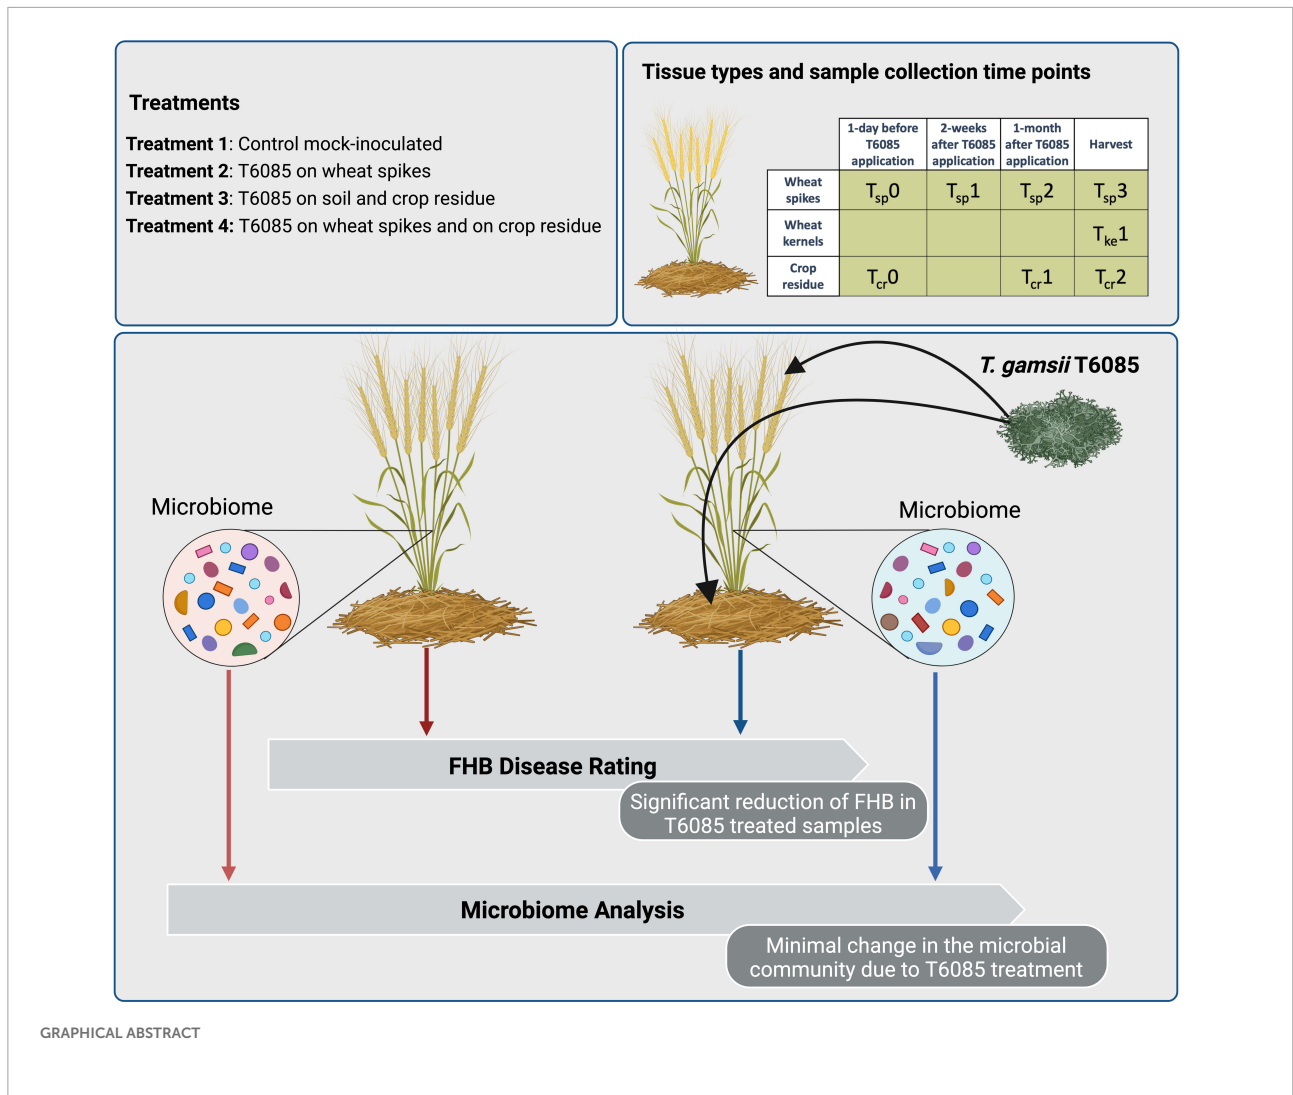 Treatments
Treatment 1: Control mock-inoculated
Treatment 2: T6085 on wheat spikes
Treatment 3: T6085 on soil and crop residue
Treatment 4: T6085 on wheat spikes and on crop residue
Tissue types and sample collection time points
1-day before
T6085
application
2-weeks
after T6085
application
1-month
after T6085
application
Harvest
Wheat
spikes
Tsp0
Tsp1
Tsp2
Tsp3
Wheat
kernels
Tke1
Crop
residue
Tcr0
Tcr1
Tcr2
T. gamsii T6085
Microbiome
Microbiome
FHB Disease Rating
Significant reduction of FHB in
T6085 treated samples
Microbiome Analysis
Minimal change in the microbial
community due to T6085 treatment
GRAPHICAL ABSTRACT